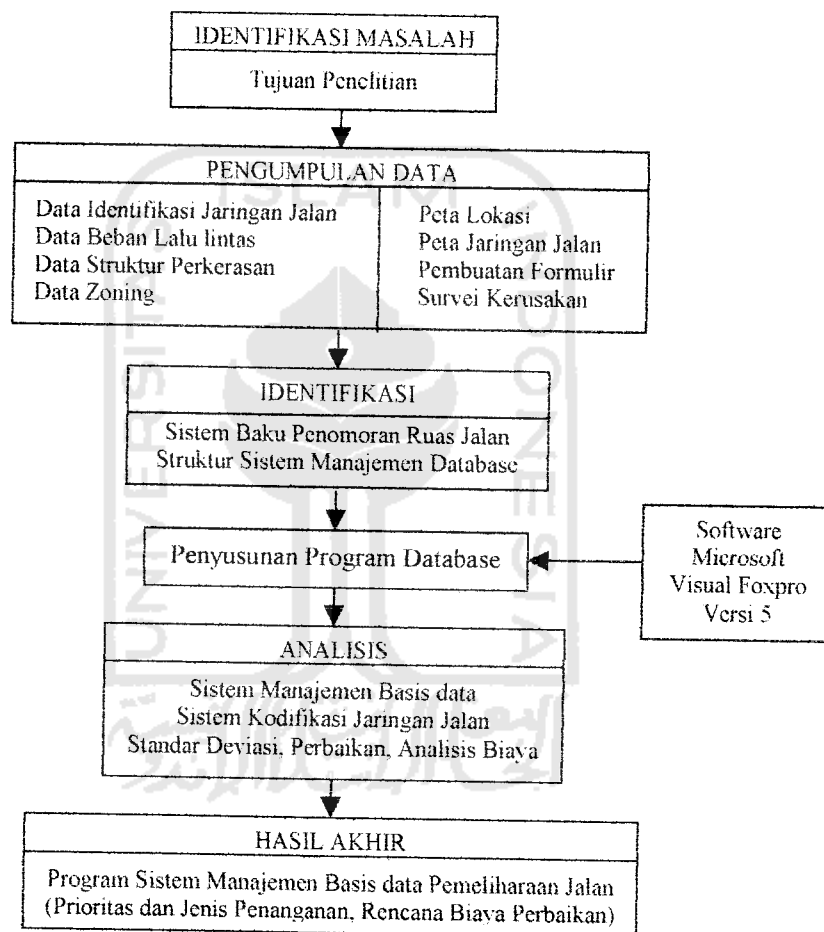 IDENTIFIKASI MASALAH
Tujuan Penelitian
PENGUMPULAN DATA
Data Identifikasi Jaringan Jalan
Data Beban Lalu lintas
Data Struktur Perkerasan
Data Zoning
Peta Lokasi
Peta Jaringan Jalan
Pembuatan Formulir
Survei Kerusakan
IDENTIFIKASI
Sistem Baku Penomoran Ruas Jalan
Struktur Sistem Manajemen Database
Penyusunan Program Database
Software
Microsoft
Visual Foxpro
Versi 5
ANALISIS
Sistem Manajemen Basis data
Sistem Kodifikasi Jaringan Jalan
Standar Deviasi, Perbaikan, Analisis Biaya
HASIL AKHIR
Program Sistem Manajemen Basis data Pemeliharaan Jalan
(Prioritas dan Jenis Penanganan, Rencana Biaya Perbaikan)
UNIVERSITAS
ISLAM
INDONESIA